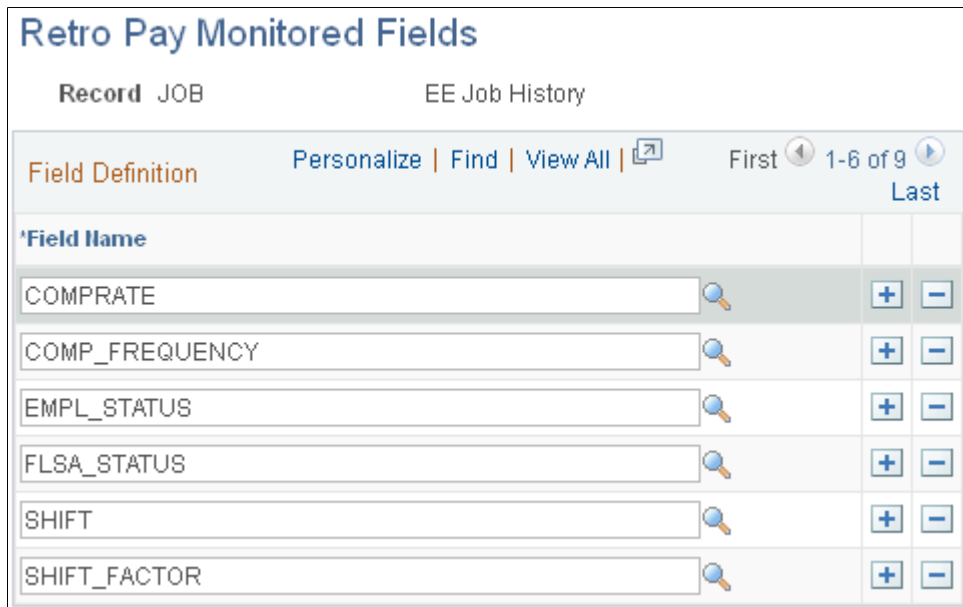 Retro Pay Monitored Fields
Record JOB EE Job History
Field Definition Personalize | Find | View All | First 1-6 of 9 Last
*Field Name
COMPRATE
COMP_FREQUENCY
EMPL_STATUS
FLSA_STATUS
SHIFT
SHIFT_FACTOR